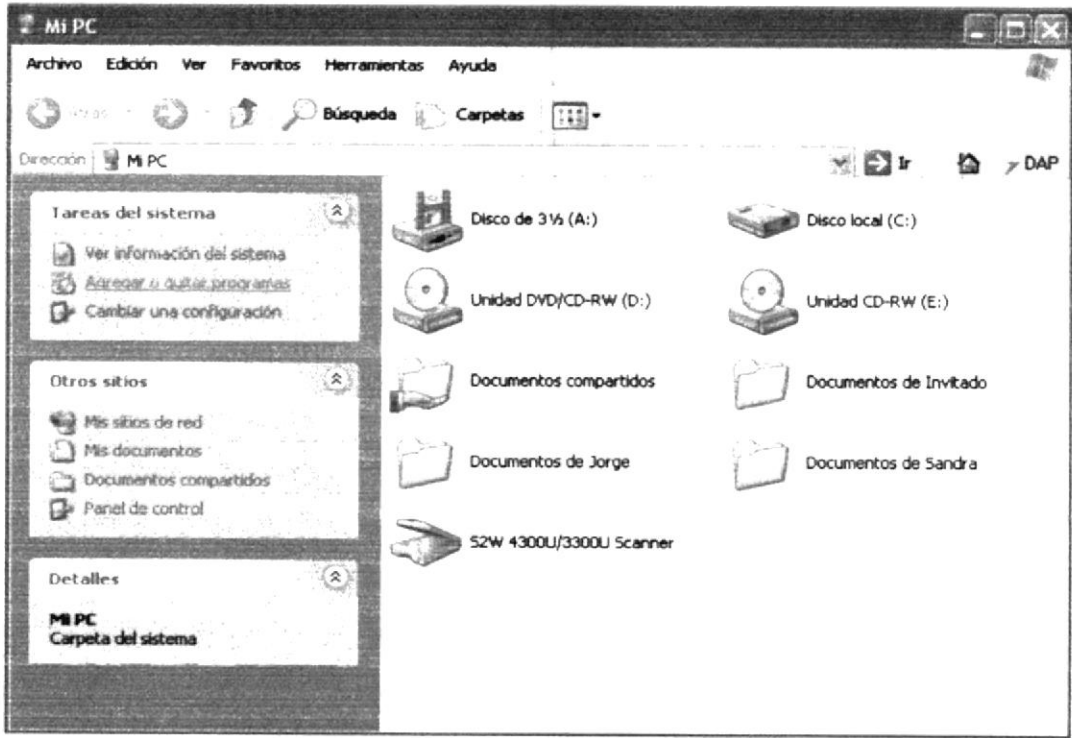 Mi PC
Archivo Edición Ver Favoritos Herramientas Ayuda
Atrás Búsqueda Carpetas
Dirección Mi PC Ir DAP
Tareas del sistema
Ver información del sistema
Agregar o quitar programas
Cambiar una configuración
Otros sitios
Mis sitios de red
Mis documentos
Documentos compartidos
Panel de control
Detalles
Mi PC
Carpeta del sistema
Disco de 3½ (A:) Disco local (C:)
Unidad DVD/CD-RW (D:) Unidad CD-RW (E:)
Documentos compartidos Documentos de Invitado
Documentos de Jorge Documentos de Sandra
S2W 4300U/3300U Scanner